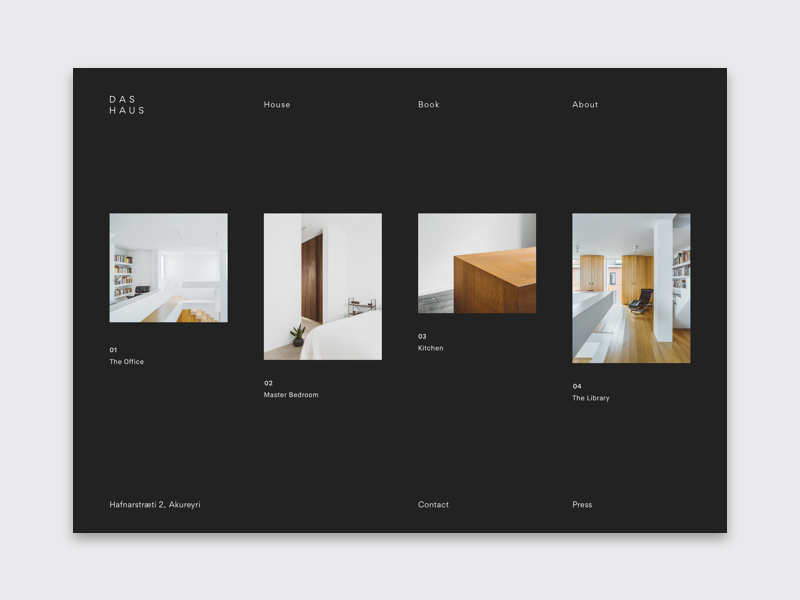 DAS
HAUS
House
Book
About
01
The Office
02
Master Bedroom
03
Kitchen
04
The Library
Hafnarstræti 2, Akureyri
Contact
Press